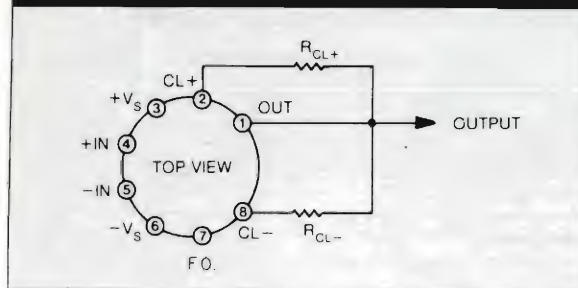 R_CL+
CL+
+V_S
2
OUT
3
1
+IN
4
OUTPUT
TOP VIEW
-IN
5
8
-V_S
6
7
CL-
R_CL-
F.O.